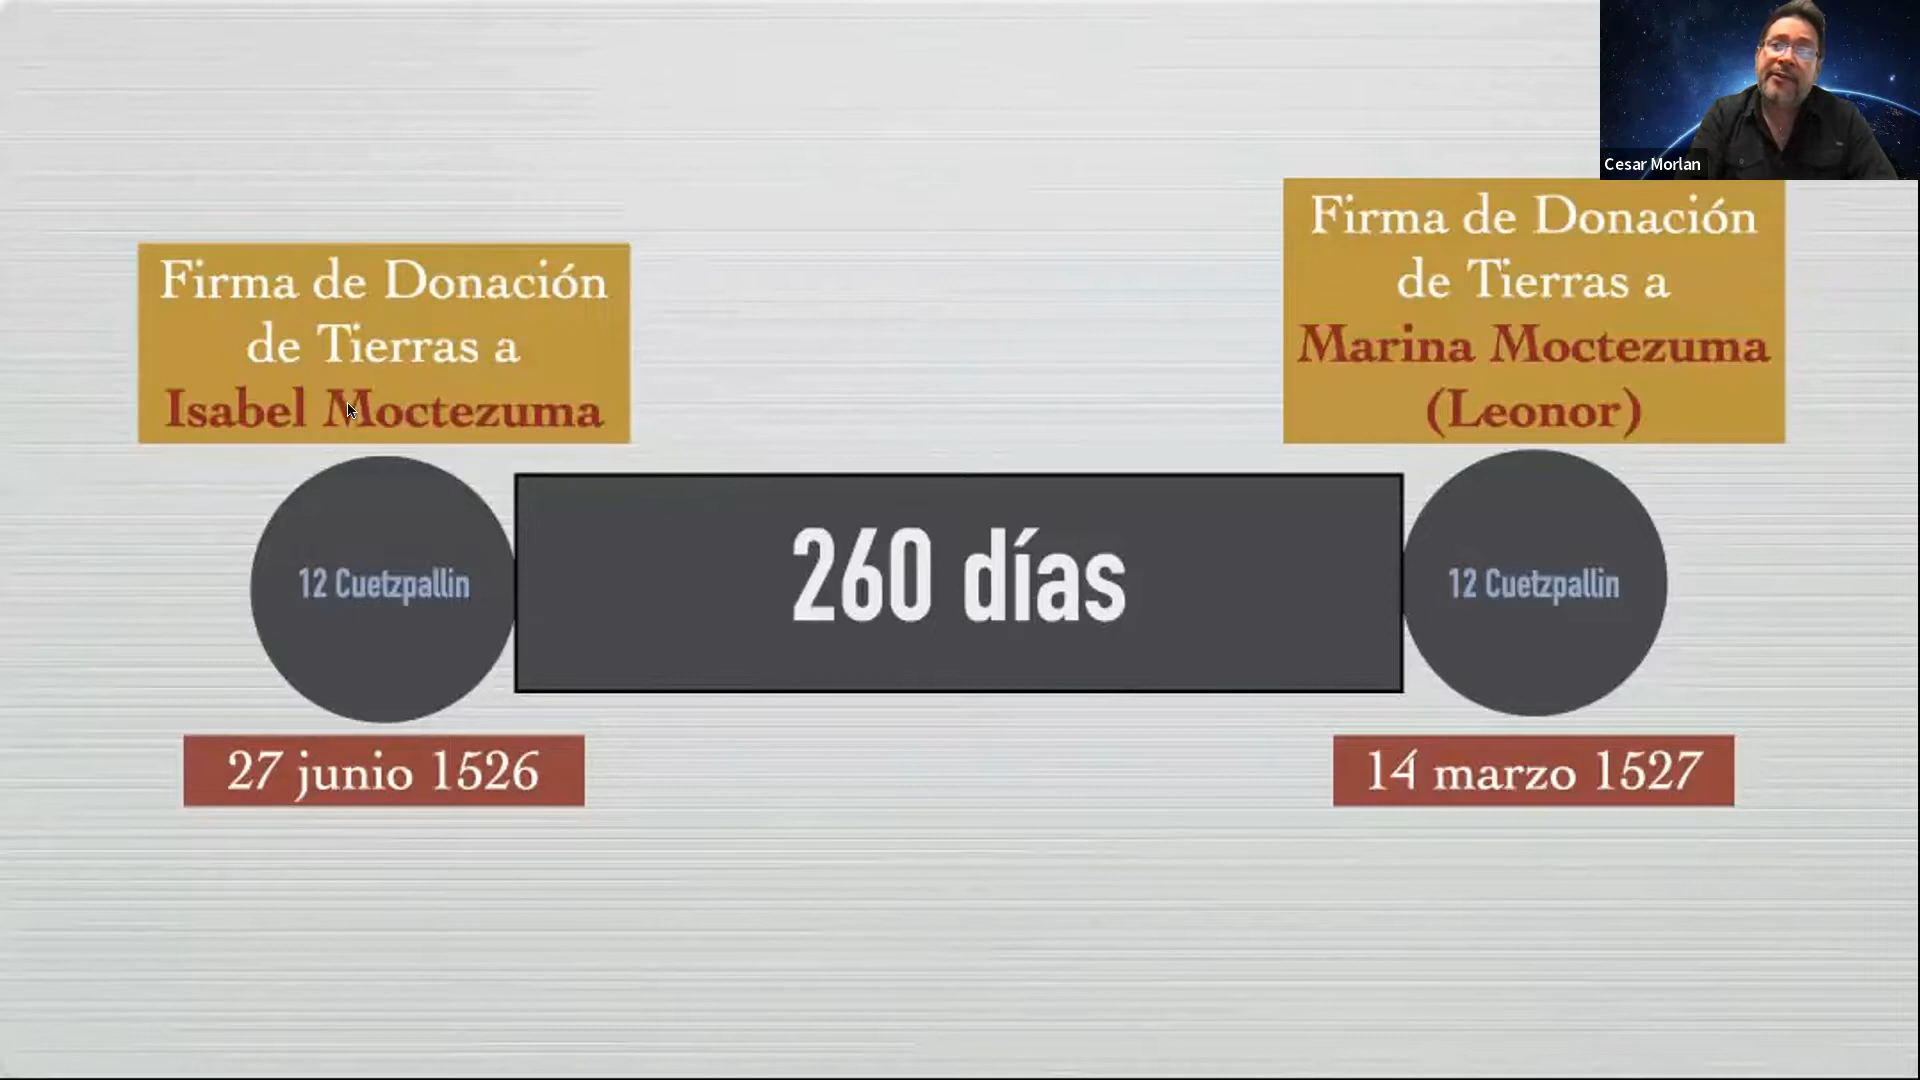 Cesar Morlan
Firma de Donación
de Tierras a
Isabel Moctezuma
Firma de Donación
de Tierras a
Marina Moctezuma
(Leonor)
12 Cuetzpallin
260 días
12 Cuetzpallin
27 junio 1526
14 marzo 1527